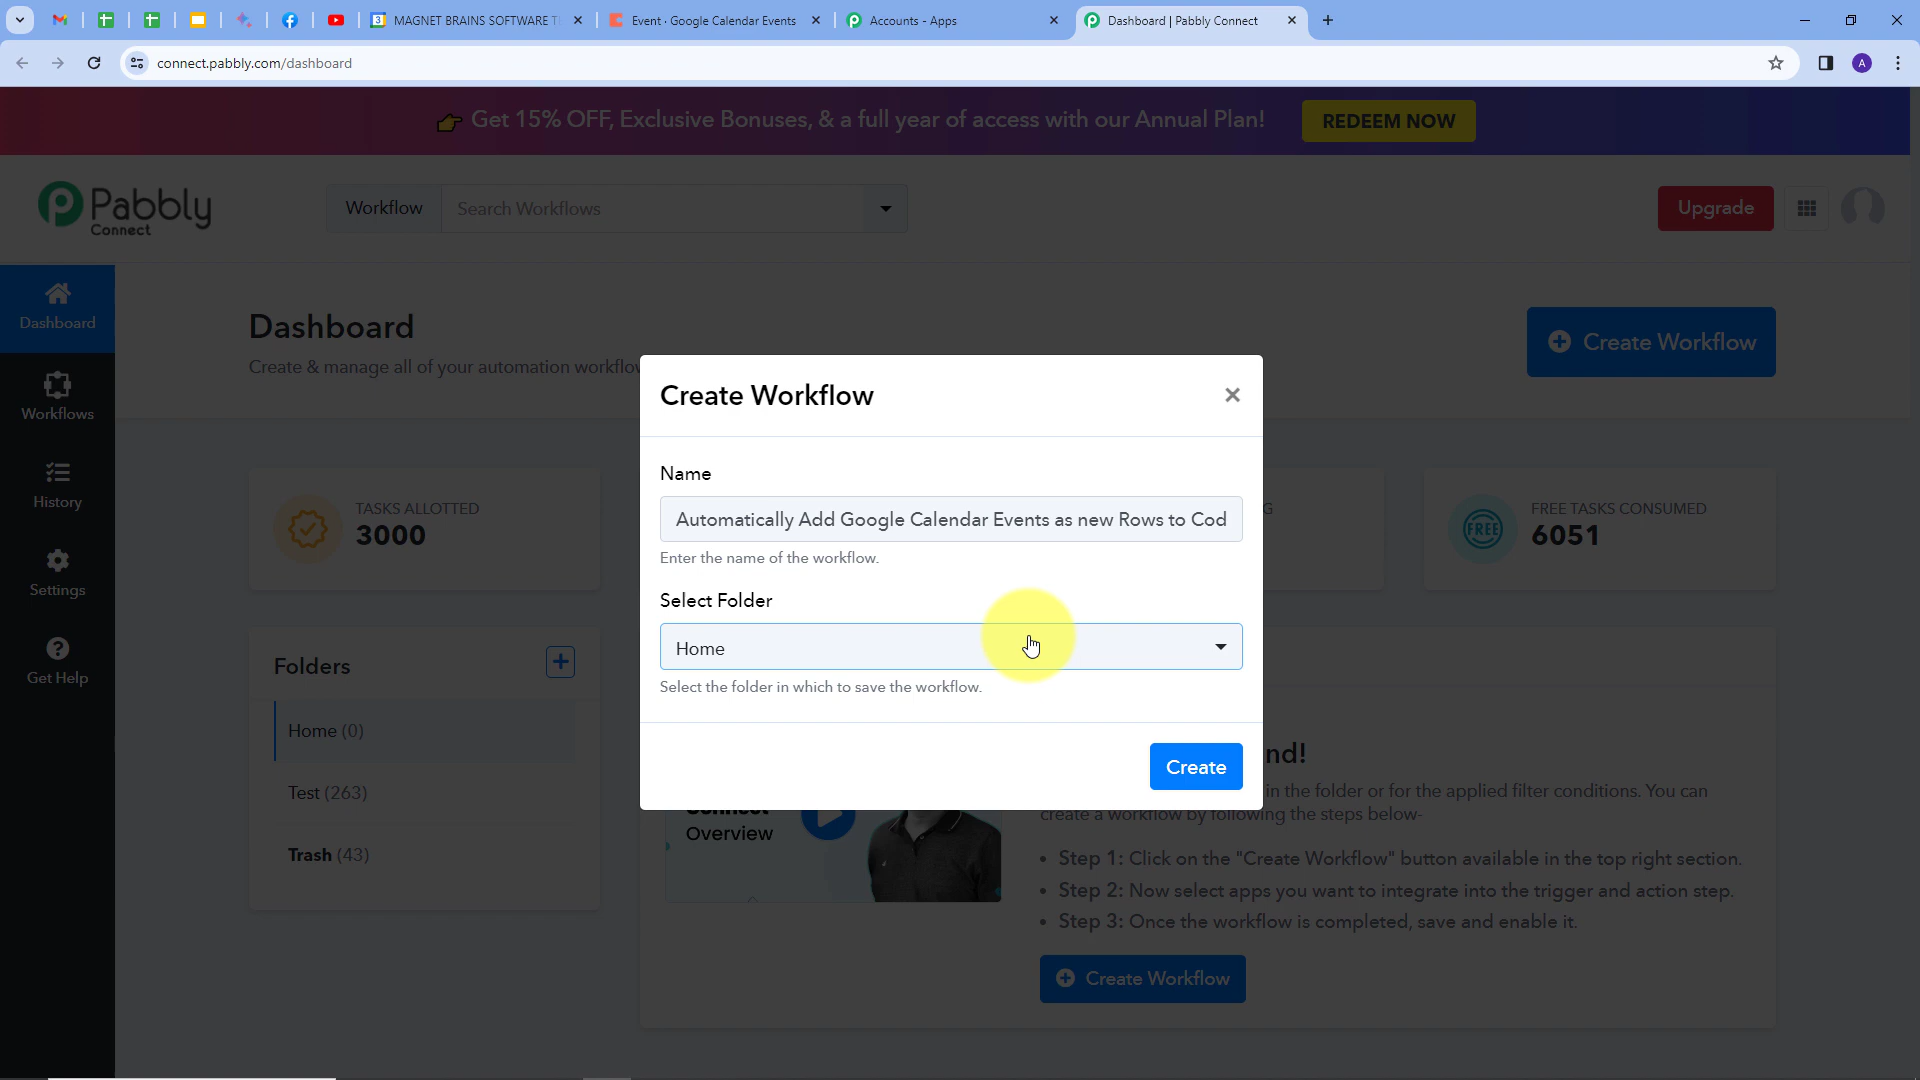 MAGNET BRAINS SOFTWARE T
Event · Google Calendar Events
Accounts - Apps
Dashboard | Pabbly Connect
connect.pabbly.com/dashboard
A
Get 15% OFF, Exclusive Bonuses, & a full year of access with our Annual Plan!
REDEEM NOW
Pabbly
Connect
Workflow
Search Workflows
Upgrade
Dashboard
Workflows
History
Settings
Get Help
Dashboard
Create & manage all of your automation workflow
Create Workflow
TASKS ALLOTTED
3000
G
FREE
FREE TASKS CONSUMED
6051
Folders
Home (0)
Test (263)
Trash (43)
Create Workflow
Name
Automatically Add Google Calendar Events as new Rows to Cod
Enter the name of the workflow.
Select Folder
Home
Select the folder in which to save the workflow.
Create
Overview
nd!
in the folder or for the applied filter conditions. You can
create a workflow by following the steps below-
• Step 1: Click on the "Create Workflow" button available in the top right section.
• Step 2: Now select apps you want to integrate into the trigger and action step.
• Step 3: Once the workflow is completed, save and enable it.
Create Workflow